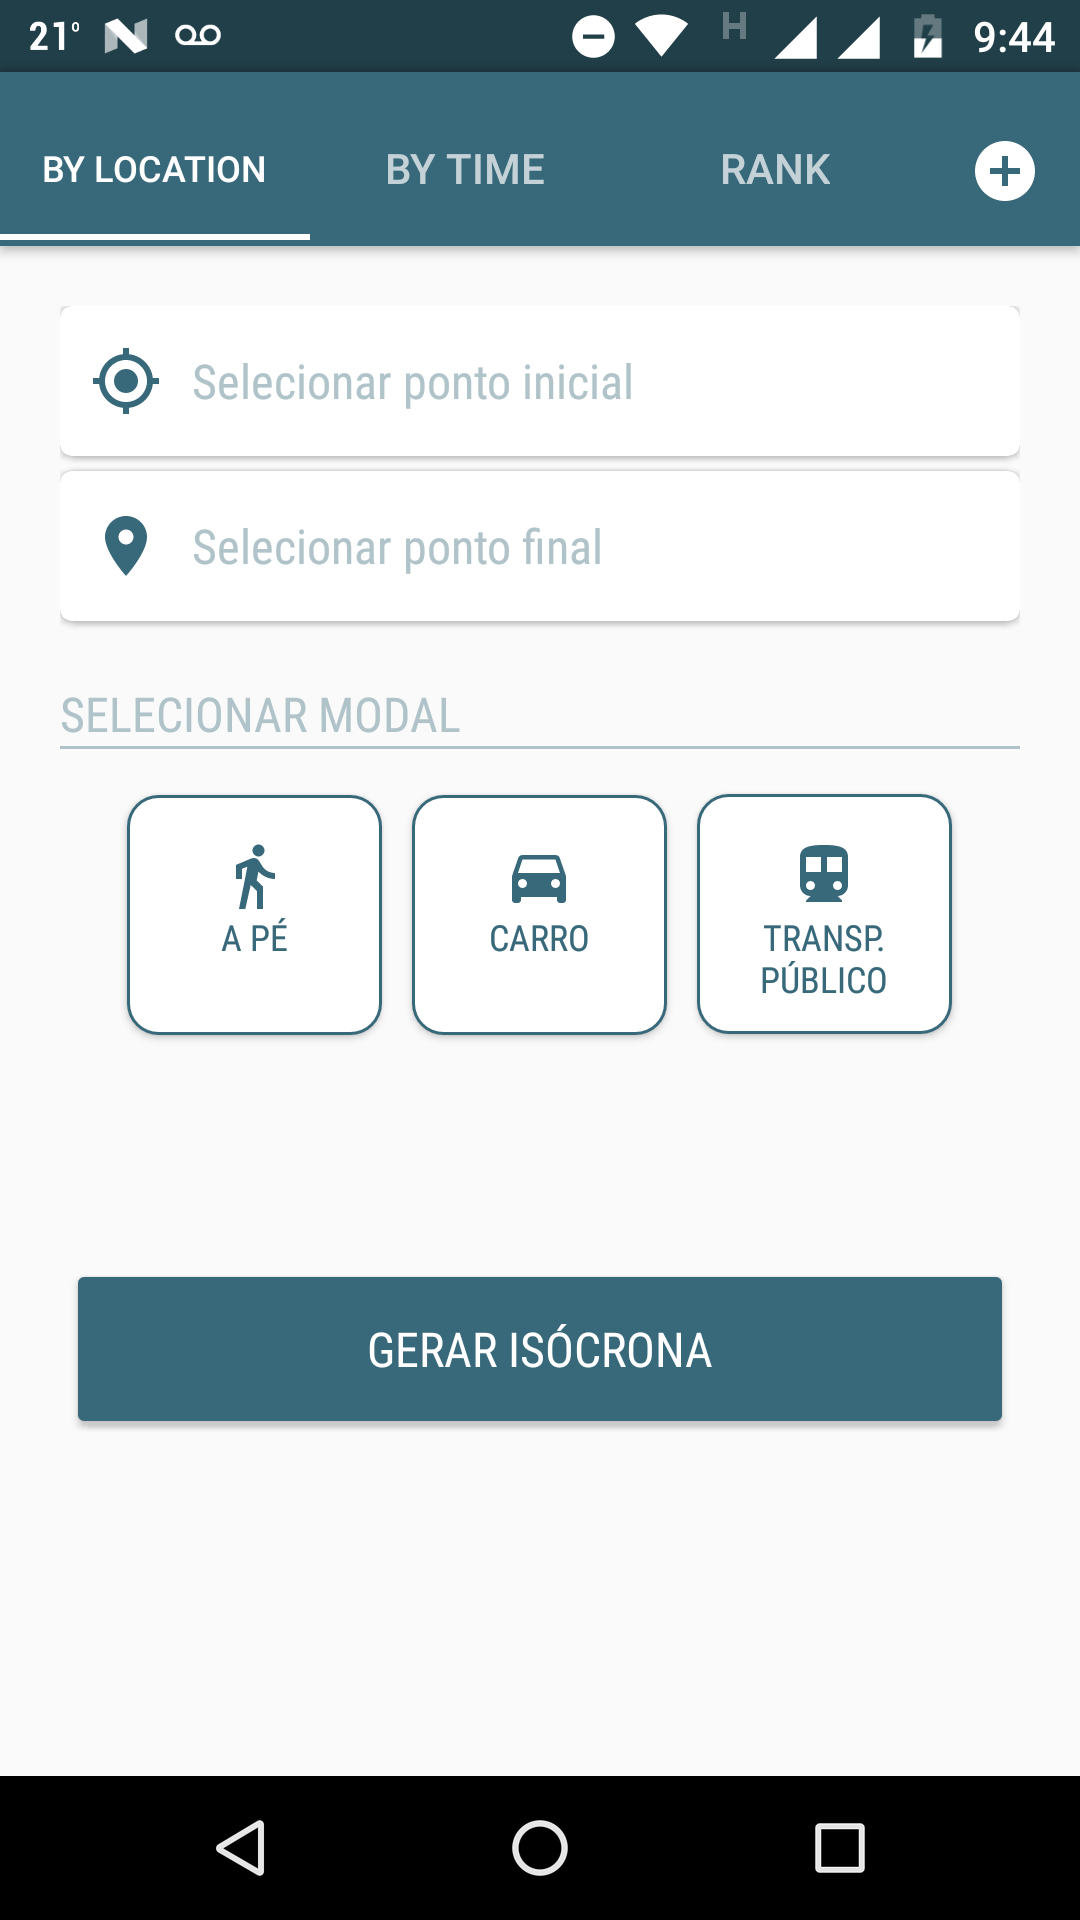 21° H 9:44
BY LOCATION BY TIME RANK
Selecionar ponto inicial
Selecionar ponto final
SELECIONAR MODAL
A PÉ CARRO TRANSP.
PÚBLICO
GERAR ISÓCRONA